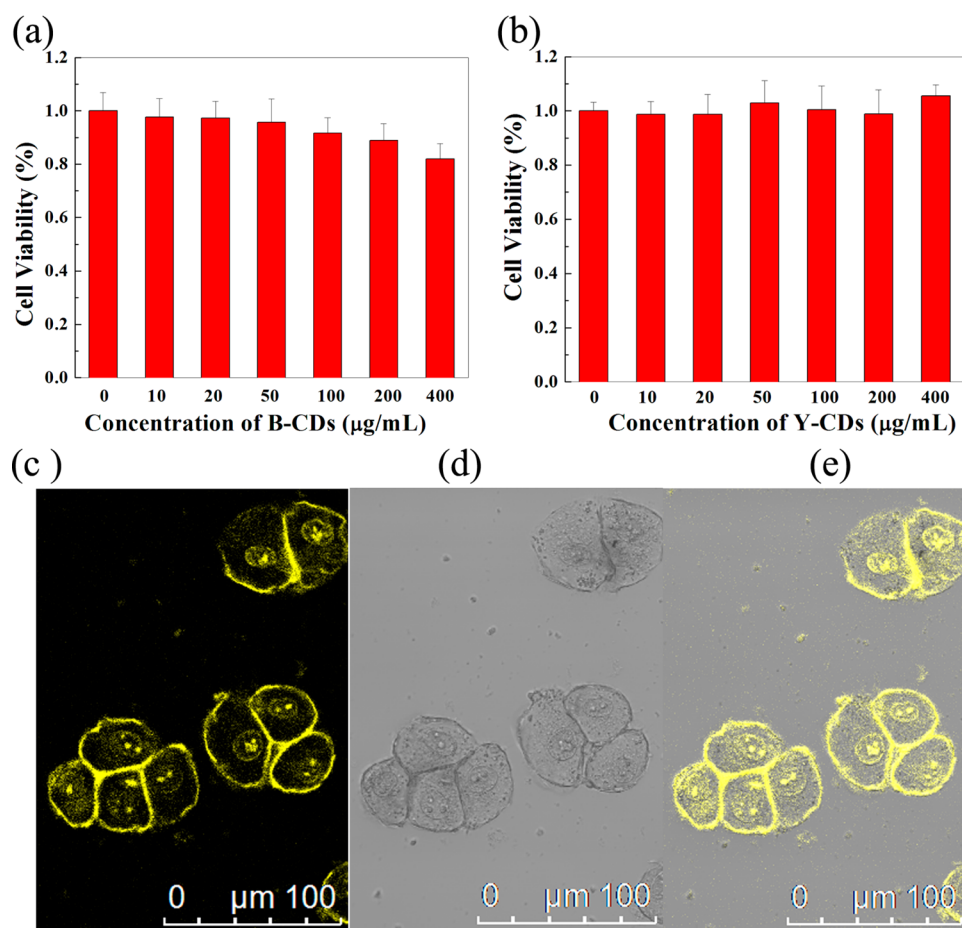 (a)
1.2
1.0
0.8
0.6
0.4
0.2
0.0
Cell Viability (%)
0 10 20 50 100 200 400
Concentration of B-CDs (μg/mL)
(b)
1.2
1.0
0.8
0.6
0.4
0.2
0.0
Cell Viability (%)
0 10 20 50 100 200 400
Concentration of Y-CDs (μg/mL)
(c )
0 μm 100
(d)
0 μm 100
(e)
0 μm 100